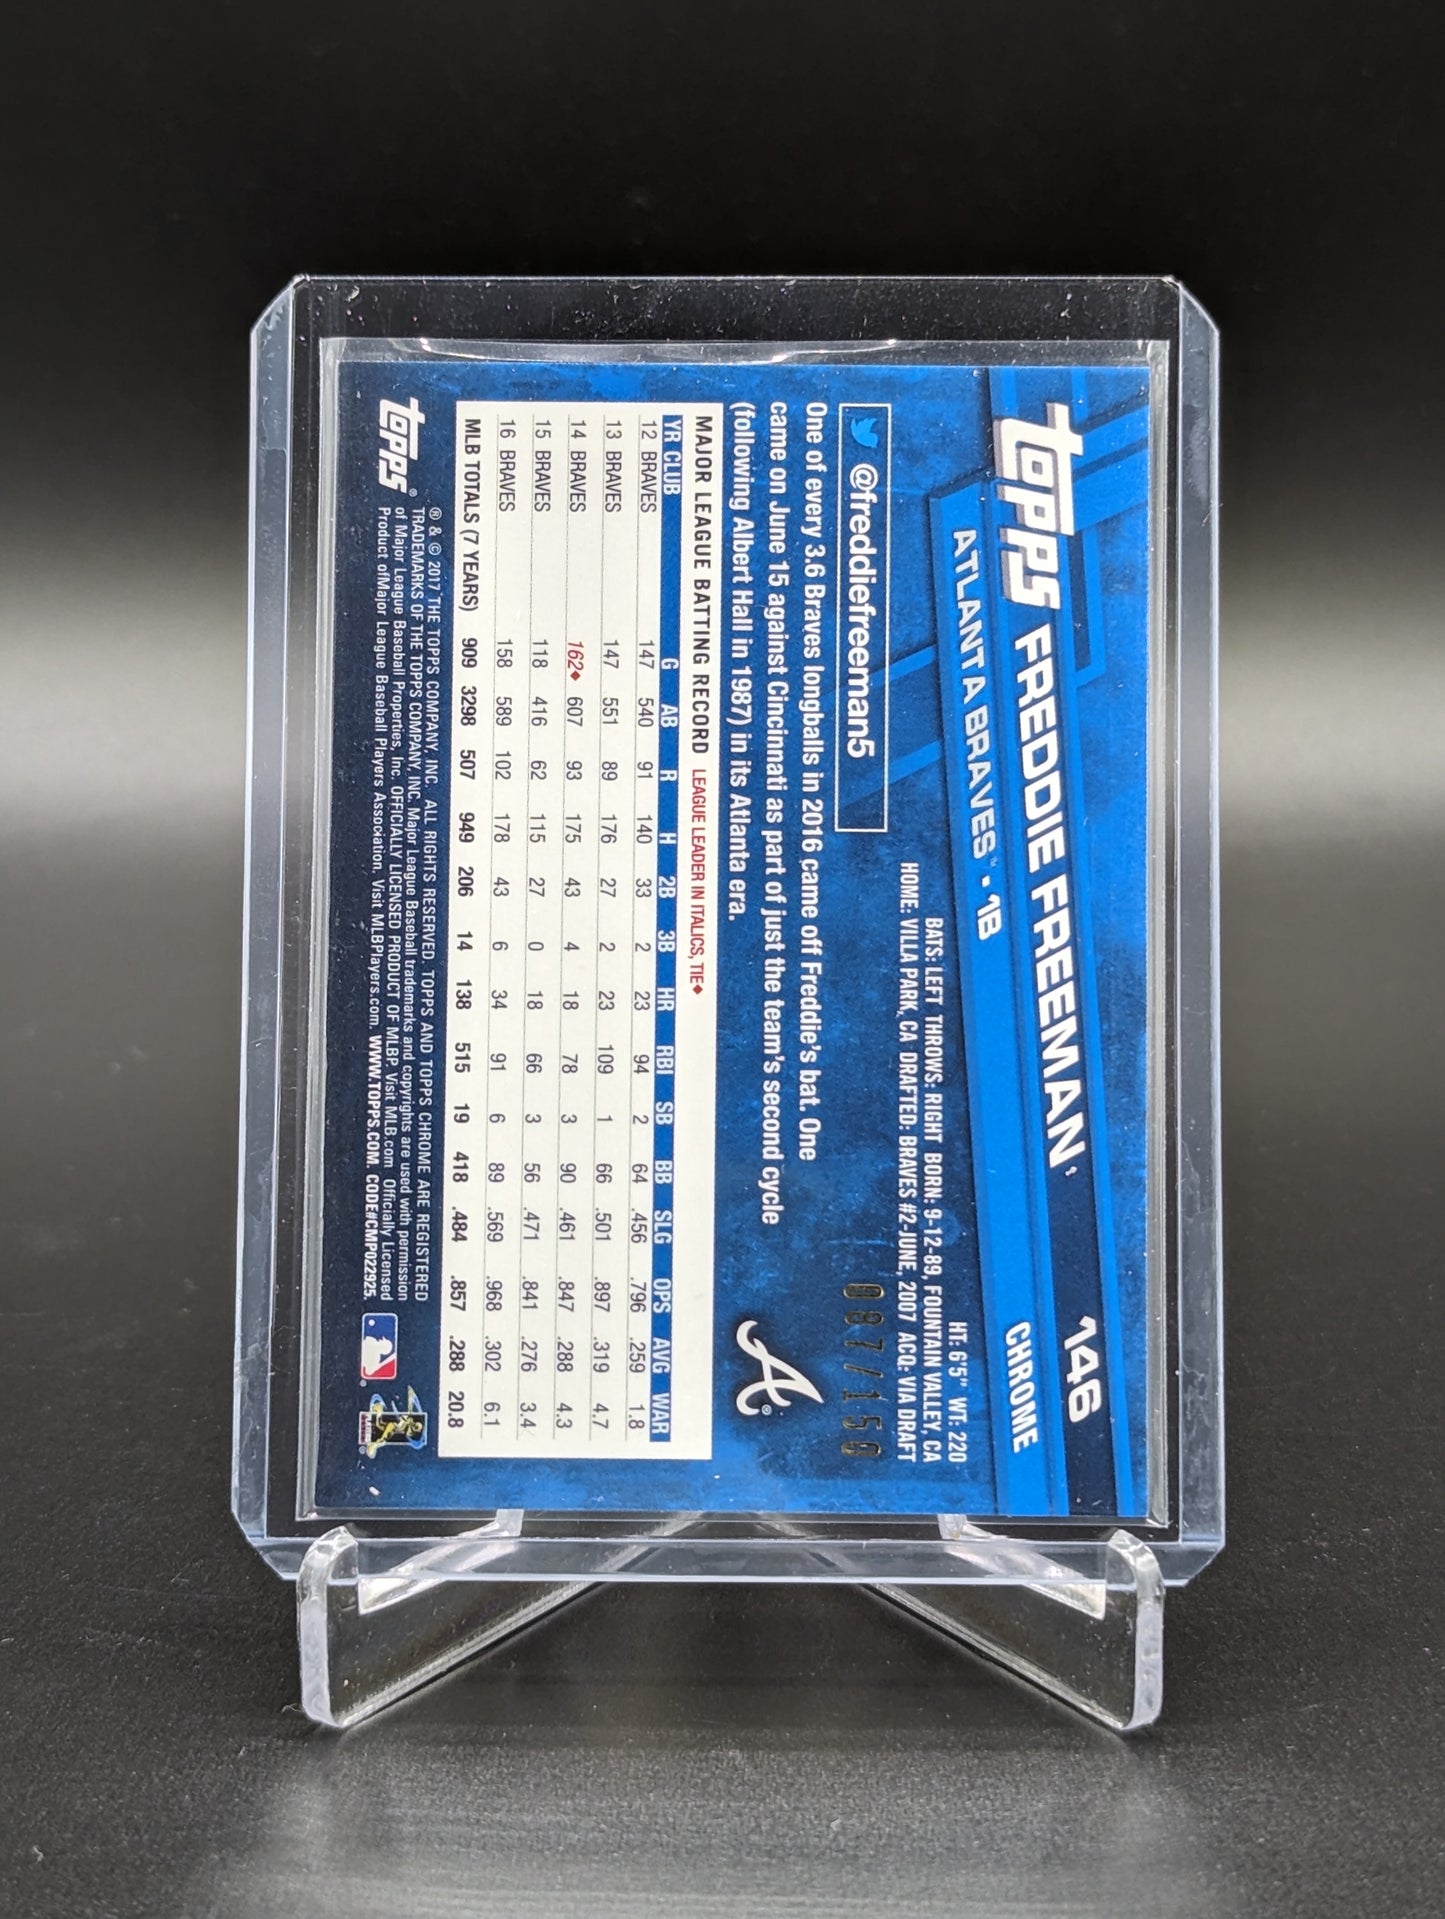 topps FREDDIE FREEMAN 146
ATLANTA BRAVES™ • 1B CHROME
HT: 6'5" WT: 220
BATS: LEFT THROWS: RIGHT BORN: 9-12-89, FOUNTAIN VALLEY, CA
HOME: VILLA PARK, CA DRAFTED: BRAVES #2-JUNE, 2007 ACQ: VIA DRAFT
@freddiefreeman5
087/150
One of every 3.6 Braves longballs in 2016 came off Freddie's bat. One
came on June 15 against Cincinnati as part of just the team's second cycle
(following Albert Hall in 1987) in its Atlanta era.
A®
MAJOR LEAGUE BATTING RECORD LEAGUE LEADER IN ITALICS, TIE♦
YR CLUB G AB R H 2B 3B HR RBI SB BB SLG OPS AVG WAR
12 BRAVES 147 540 91 140 33 2 23 94 2 64 .456 .796 .259 1.8
13 BRAVES 147 551 89 176 27 2 23 109 1 66 .501 .897 .319 4.7
14 BRAVES 162♦ 607 93 175 43 4 18 78 3 90 .461 .847 .288 4.3
15 BRAVES 118 416 62 115 27 0 18 66 3 56 .471 .841 .276 3.4
16 BRAVES 158 589 102 178 43 6 34 91 6 89 .569 .968 .302 6.1
MLB TOTALS (7 YEARS) 909 3298 507 949 206 14 138 515 19 418 .484 .857 .288 20.8
topps®
® & © 2017 THE TOPPS COMPANY, INC. ALL RIGHTS RESERVED. TOPPS AND TOPPS CHROME ARE REGISTERED
TRADEMARKS OF THE TOPPS COMPANY, INC. Major League Baseball trademarks and copyrights are used with permission
of Major League Baseball Properties, Inc. OFFICIALLY LICENSED PRODUCT OF MLBP. Visit MLB.com Officially Licensed
Product of Major League Baseball Players Association. Visit MLBPlayers.com. WWW.TOPPS.COM. CODE#CMP022925.